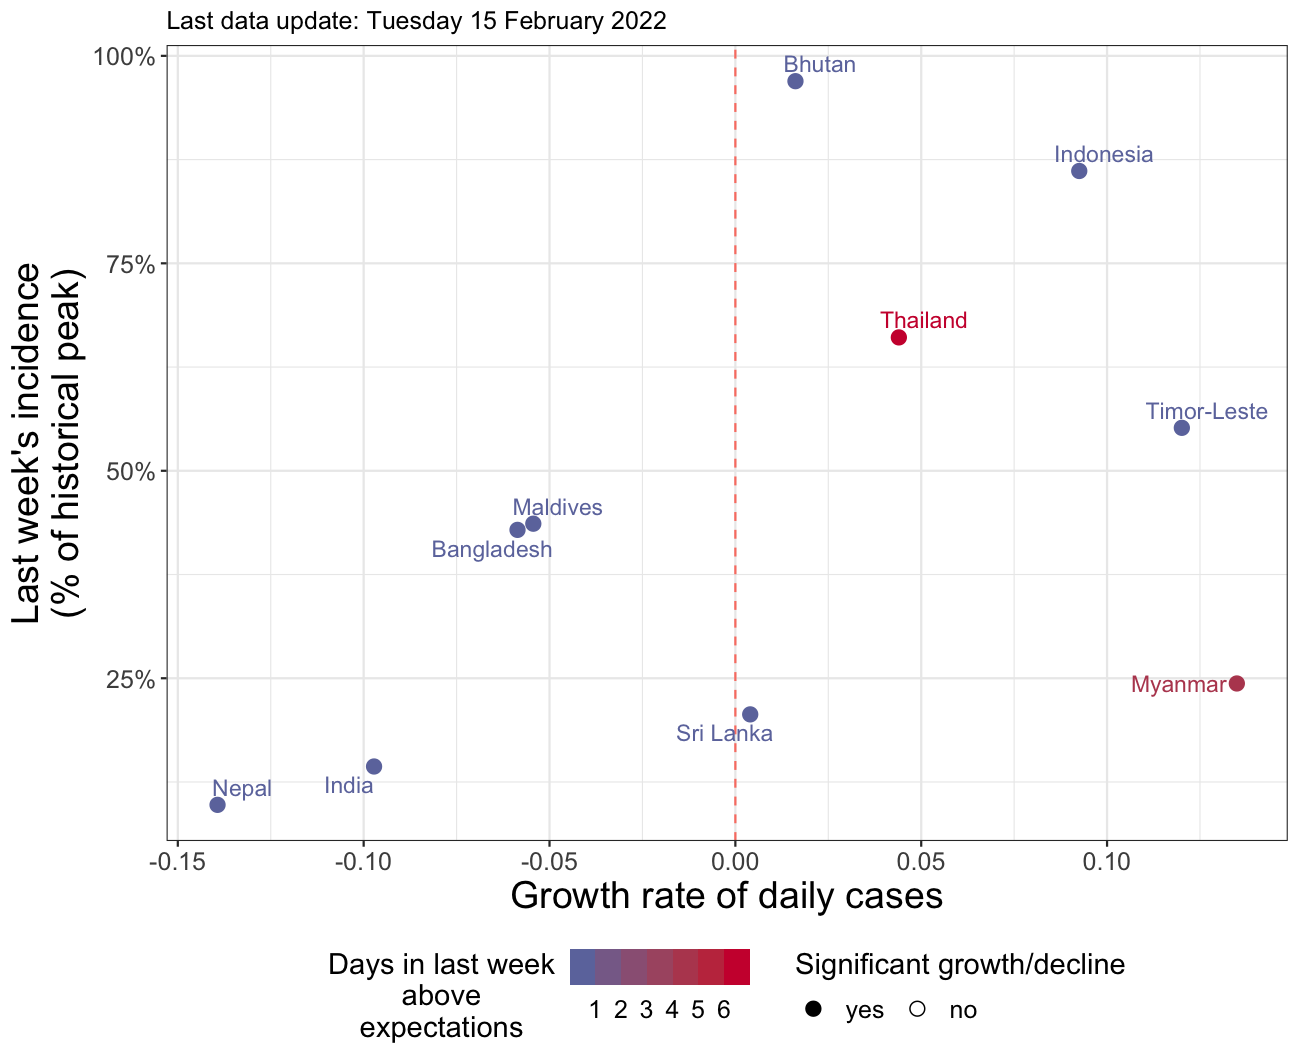 Last data update: Tuesday 15 February 2022
100%
75%
50%
25%
Last week's incidence
(% of historical peak)
Bhutan
Indonesia
Thailand
Timor-Leste
Maldives
Bangladesh
Myanmar
Sri Lanka
Nepal
India
-0.15
-0.10
-0.05
0.00
0.05
0.10
Growth rate of daily cases
Days in last week
above
expectations
1 2 3 4 5 6
Significant growth/decline
yes no